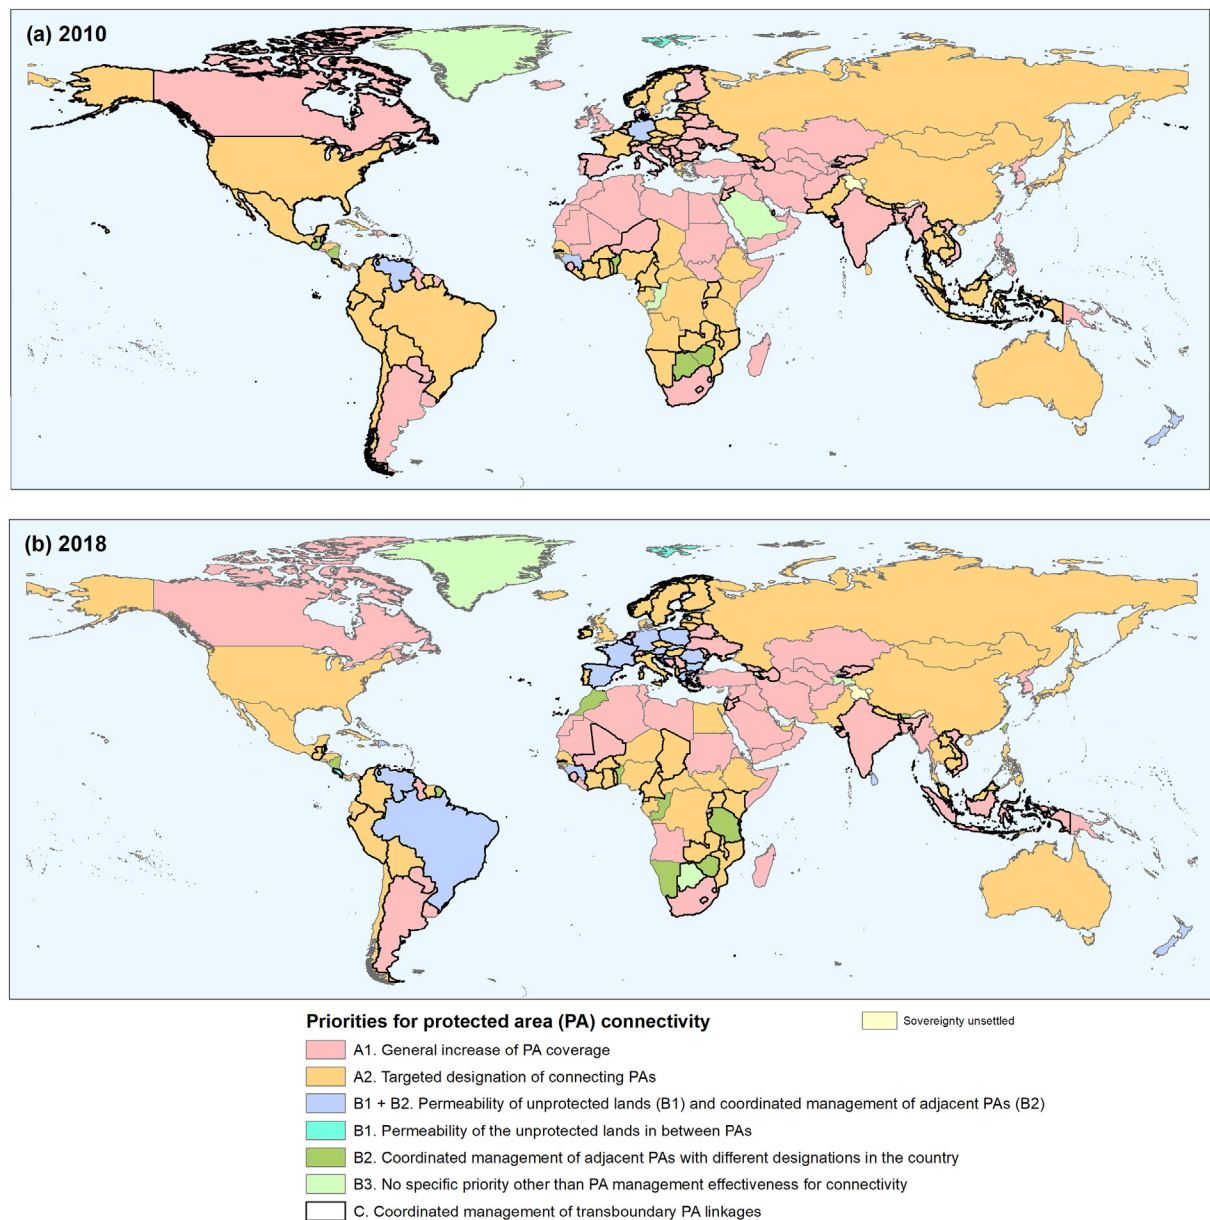 (a) 2010
(b) 2018
Priorities for protected area (PA) connectivity
Sovereignty unsettled
A1. General increase of PA coverage
A2. Targeted designation of connecting PAs
B1 + B2. Permeability of unprotected lands (B1) and coordinated management of adjacent PAs (B2)
B1. Permeability of the unprotected lands in between PAs
B2. Coordinated management of adjacent PAs with different designations in the country
B3. No specific priority other than PA management effectiveness for connectivity
C. Coordinated management of transboundary PA linkages